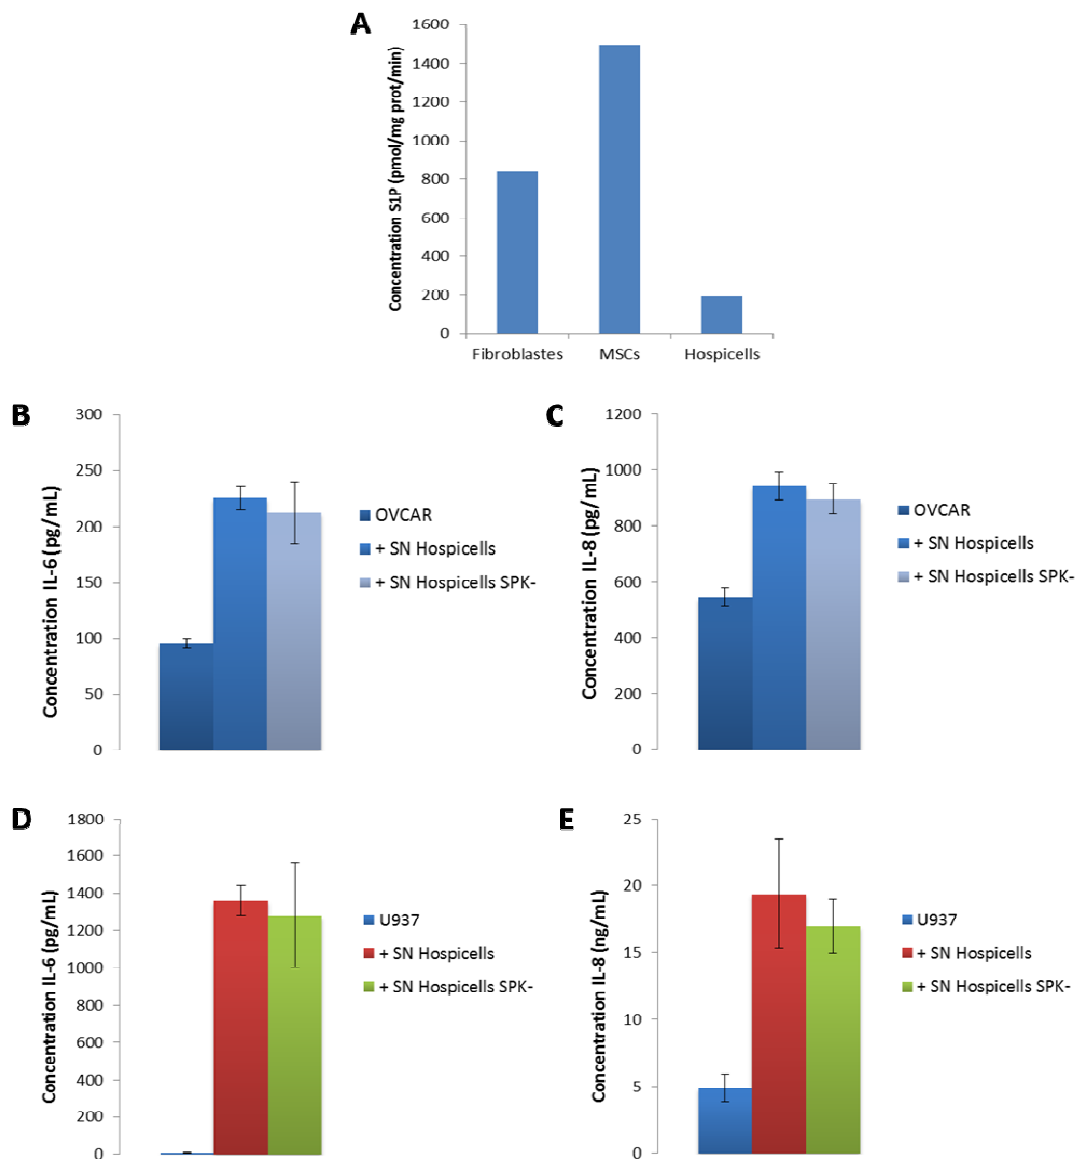 A
Concentration S1P (pmol/mg prot/min)
1600
1400
1200
1000
800
600
400
200
0
Fibroblastes MSCs Hospicells
B
Concentration IL-6 (pg/mL)
300
250
200
150
100
50
0
OVCAR
+ SN Hospicells
+ SN Hospicells SPK-
C
Concentration IL-8 (pg/mL)
1200
1000
800
600
400
200
0
OVCAR
+ SN Hospicells
+ SN Hospicells SPK-
D
Concentration IL-6 (pg/mL)
1800
1600
1400
1200
1000
800
600
400
200
0
U937
+ SN Hospicells
+ SN Hospicells SPK-
E
Concentration IL-8 (ng/mL)
25
20
15
10
5
0
U937
+ SN Hospicells
+ SN Hospicells SPK-